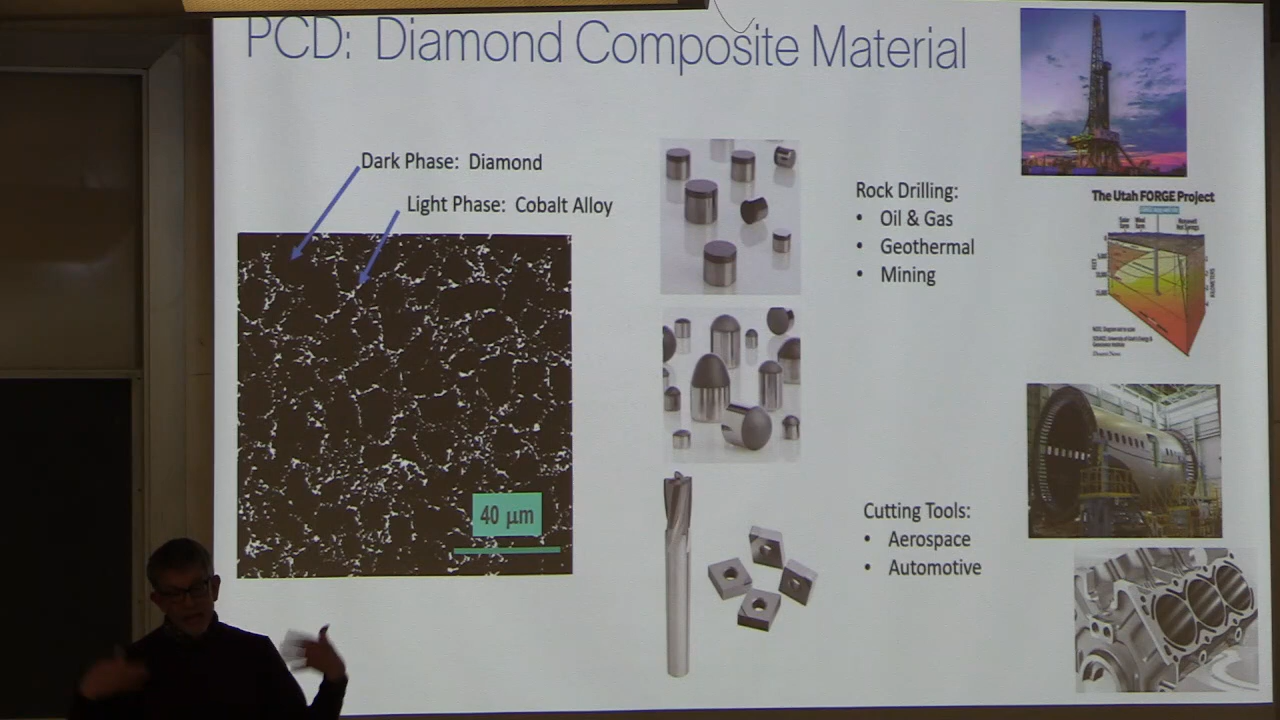 PCD: Diamond Composite Material
Dark Phase: Diamond
Light Phase: Cobalt Alloy
40 µm
Rock Drilling:
• Oil & Gas
• Geothermal
• Mining
The Utah FORGE Project
Cutting Tools:
• Aerospace
• Automotive